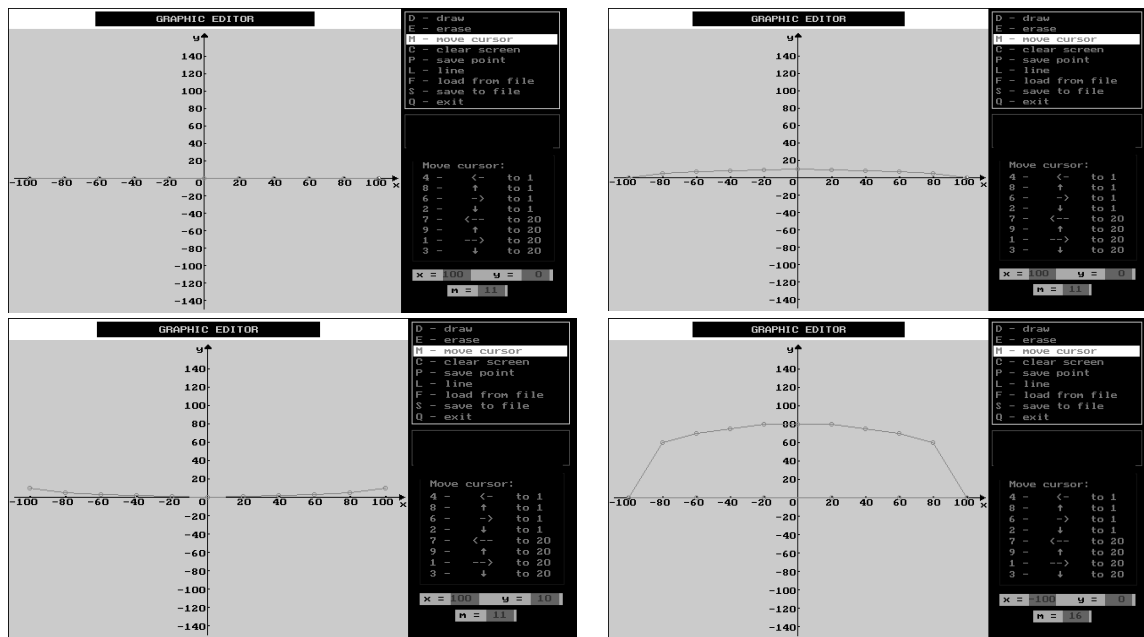 GRAPHIC EDITOR
y
140
120
100
80
60
40
20
-100 -80 -60 -40 -20 0 20 40 60 80 100 x
-20
-40
-60
-80
-100
-120
-140
D - draw
E - erase
M - move cursor
C - clear screen
P - save point
L - line
F - load from file
S - save to file
Q - exit
Move cursor:
4 - <- to 1
8 - ↑ to 1
6 - -> to 1
2 - ↓ to 1
7 - <-- to 20
9 - ↑ to 20
1 - --> to 20
3 - ↓ to 20
x = 100 y = 0
m = 11
GRAPHIC EDITOR
y
140
120
100
80
60
40
20
-100 -80 -60 -40 -20 0 20 40 60 80 100 x
-20
-40
-60
-80
-100
-120
-140
D - draw
E - erase
M - move cursor
C - clear screen
P - save point
L - line
F - load from file
S - save to file
Q - exit
Move cursor:
4 - <- to 1
8 - ↑ to 1
6 - -> to 1
2 - ↓ to 1
7 - <-- to 20
9 - ↑ to 20
1 - --> to 20
3 - ↓ to 20
x = 100 y = 0
m = 11
GRAPHIC EDITOR
y
140
120
100
80
60
40
20
-100 -80 -60 -40 -20 0 20 40 60 80 100 x
-20
-40
-60
-80
-100
-120
-140
D - draw
E - erase
M - move cursor
C - clear screen
P - save point
L - line
F - load from file
S - save to file
Q - exit
Move cursor:
4 - <- to 1
8 - ↑ to 1
6 - -> to 1
2 - ↓ to 1
7 - <-- to 20
9 - ↑ to 20
1 - --> to 20
3 - ↓ to 20
x = 100 y = 10
m = 11
GRAPHIC EDITOR
y
140
120
100
80
60
40
20
-100 -80 -60 -40 -20 0 20 40 60 80 100 x
-20
-40
-60
-80
-100
-120
-140
D - draw
E - erase
M - move cursor
C - clear screen
P - save point
L - line
F - load from file
S - save to file
Q - exit
Move cursor:
4 - <- to 1
8 - ↑ to 1
6 - -> to 1
2 - ↓ to 1
7 - <-- to 20
9 - ↑ to 20
1 - --> to 20
3 - ↓ to 20
x = -100 y = 0
m = 16